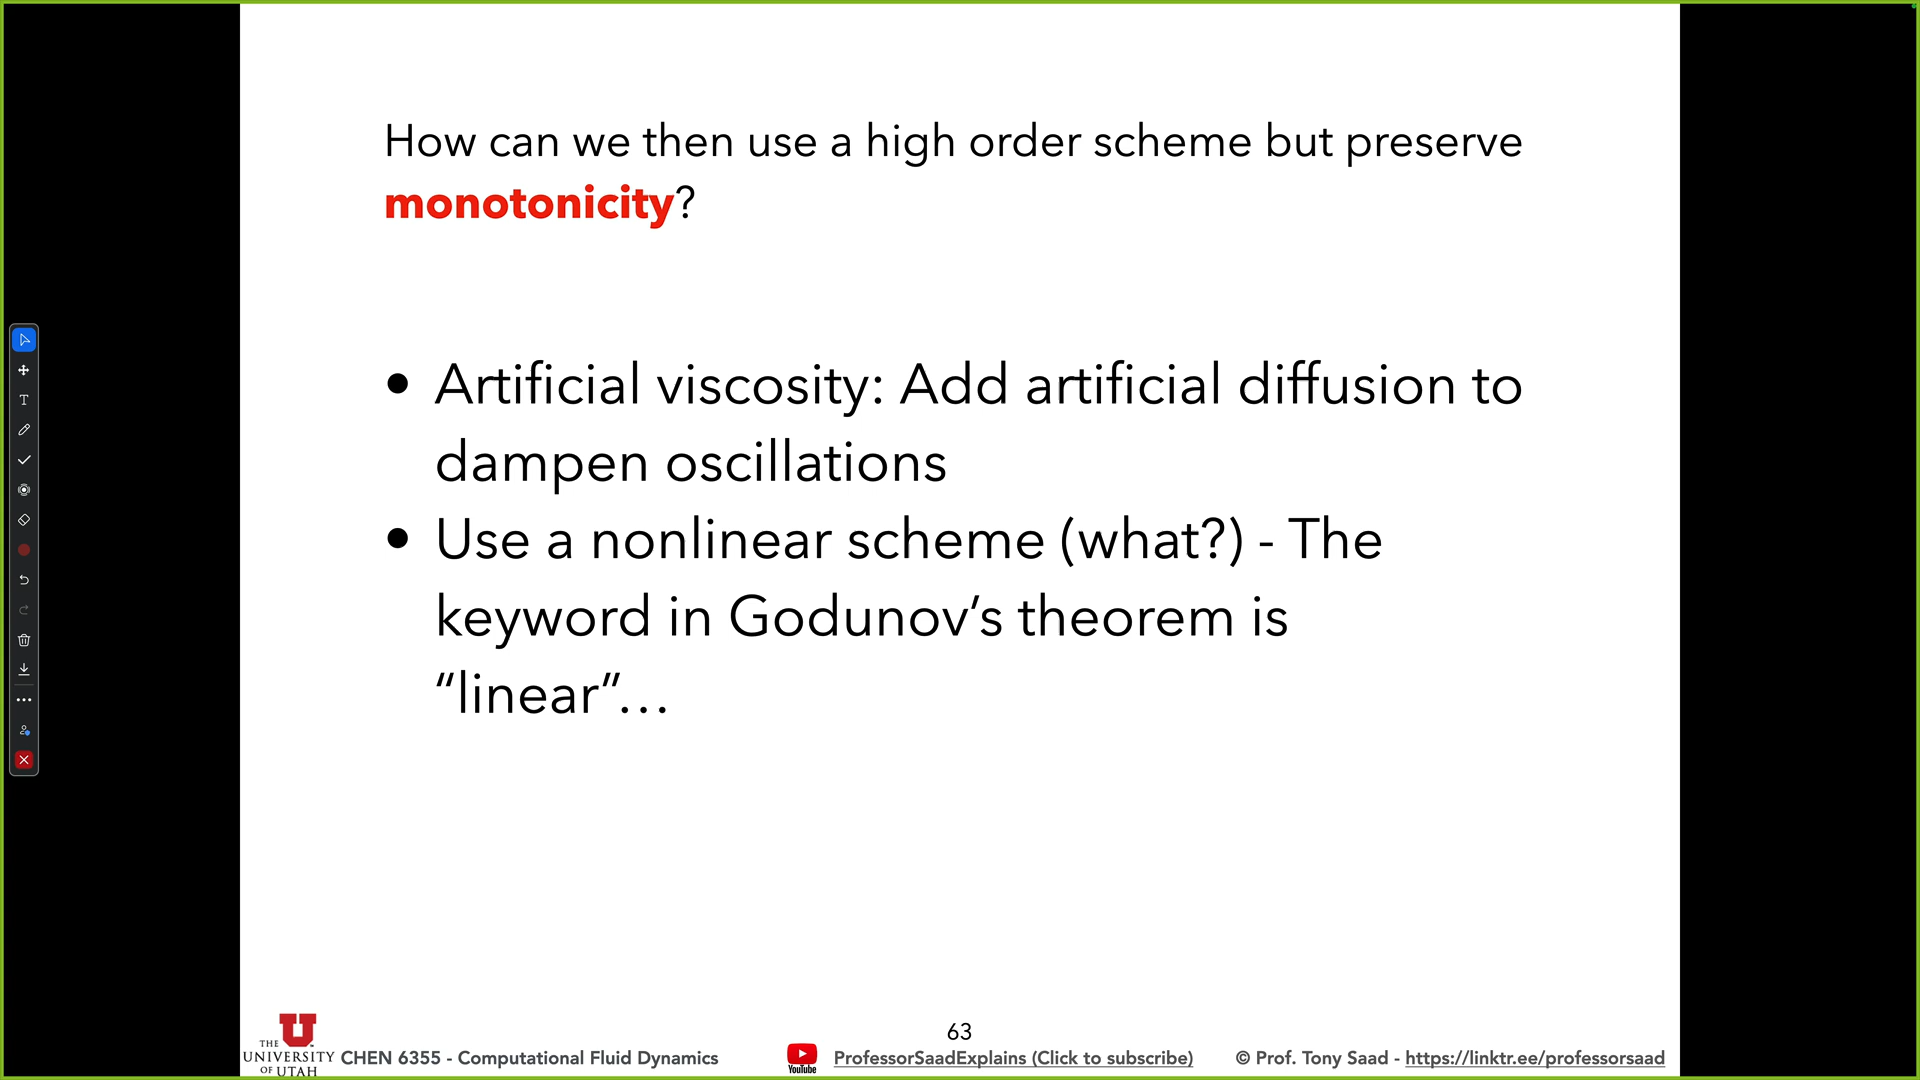 How can we then use a high order scheme but preserve
monotonicity?
• Artificial viscosity: Add artificial diffusion to
dampen oscillations
• Use a nonlinear scheme (what?) - The
keyword in Godunov’s theorem is
“linear”…
63
THE
UNIVERSITY
OF UTAH
CHEN 6355 - Computational Fluid Dynamics
YouTube
ProfessorSaadExplains (Click to subscribe)
© Prof. Tony Saad - https://linktr.ee/professorsaad